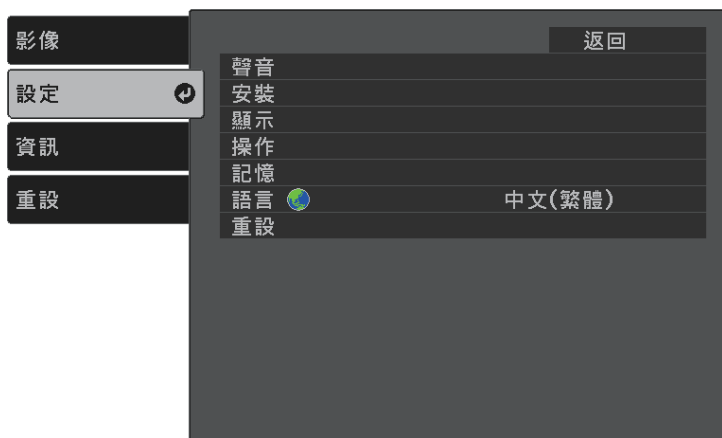 影像
設定
資訊
重設
返回
聲音
安裝
顯示
操作
記憶
語言 中文(繁體)
重設